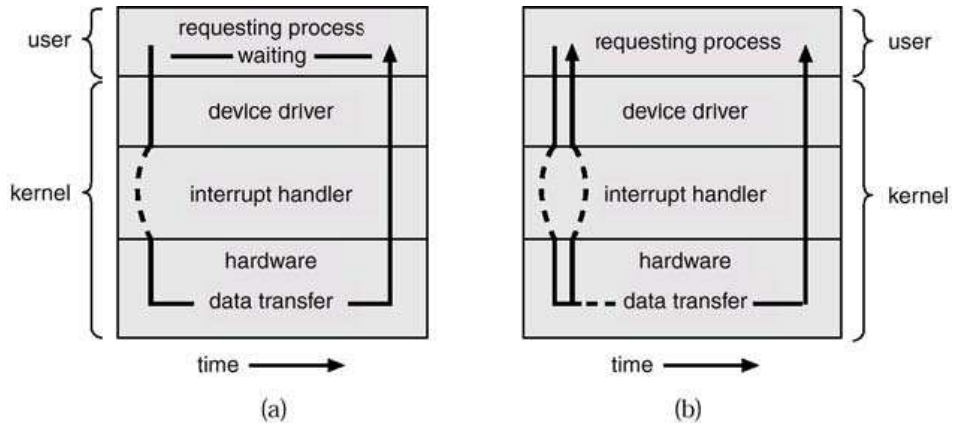 user
requesting process
waiting
device driver
kernel
interrupt handler
hardware
data transfer
time
(a)
requesting process
user
device driver
interrupt handler
kernel
hardware
data transfer
time
(b)